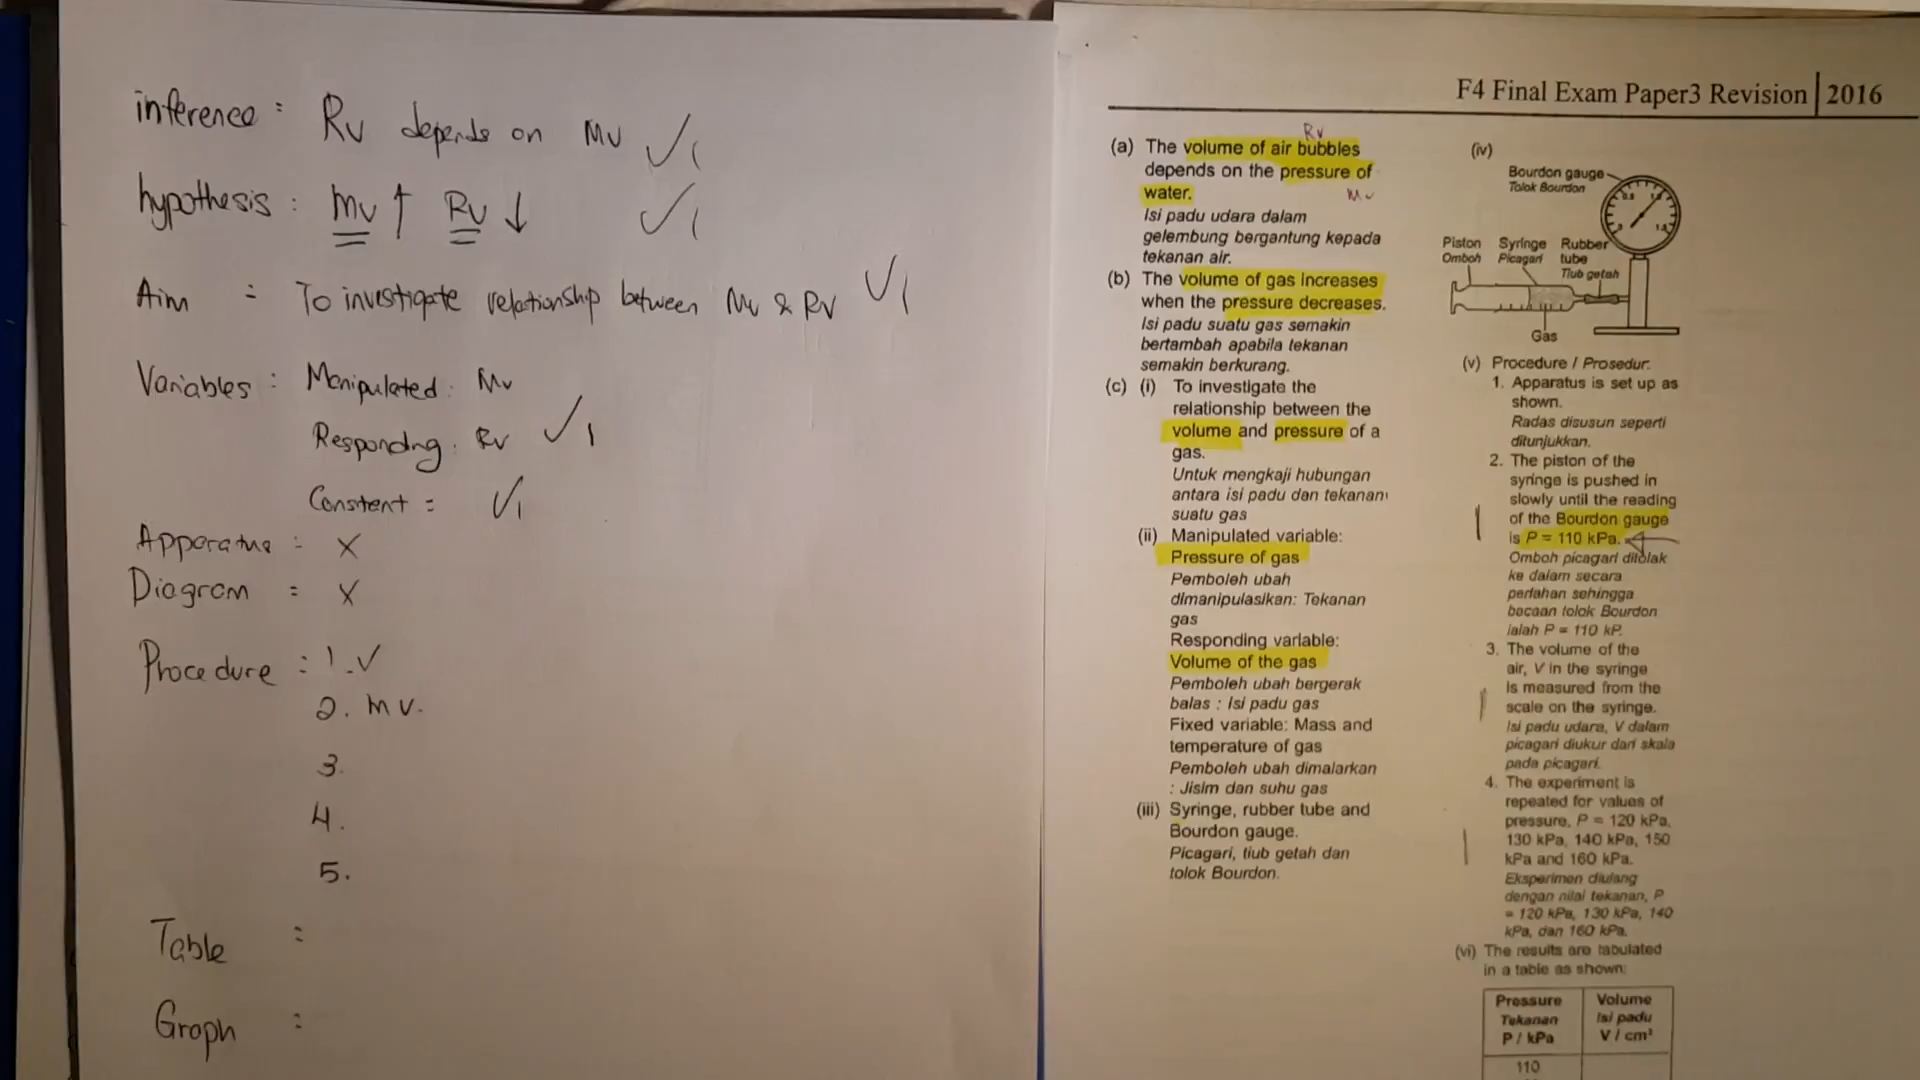 inference : Rv depends on Mv ✓1
hypothesis : Mv ↑ Rv ↓ ✓1
Aim = To investigate relationship between Mv & Rv ✓1
Variables : Manipulated : Mv
Responding : Rv ✓1
Constant = ✓1
Apparatus = X
Diagram = X
Procedure : 1. ✓
2. mv.
3.
4.
5.
Table =
Graph :
F4 Final Exam Paper3 Revision | 2016
Rv
(a) The volume of air bubbles
depends on the pressure of
water. Mv
Isi padu udara dalam
gelembung bergantung kepada
tekanan air.
(b) The volume of gas increases
when the pressure decreases.
Isi padu suatu gas semakin
bertambah apabila tekanan
semakin berkurang.
(c) (i) To investigate the
relationship between the
volume and pressure of a
gas.
Untuk mengkaji hubungan
antara isi padu dan tekanan
suatu gas
(ii) Manipulated variable:
Pressure of gas
Pemboleh ubah
dimanipulasikan: Tekanan
gas
Responding variable:
Volume of the gas
Pemboleh ubah bergerak
balas : Isi padu gas
Fixed variable: Mass and
temperature of gas
Pemboleh ubah dimalarkan
: Jisim dan suhu gas
(iii) Syringe, rubber tube and
Bourdon gauge.
Picagari, tiub getah dan
tolok Bourdon.
(iv)
Bourdon gauge
Tolok Bourdon
Piston Syringe Rubber
Omboh Picagari tube
Tiub getah
Gas
(v) Procedure / Prosedur:
1. Apparatus is set up as
shown.
Radas disusun seperti
ditunjukkan.
2. The piston of the
syringe is pushed in
slowly until the reading
of the Bourdon gauge
is P = 110 kPa.
Omboh picagari ditolak
ke dalam secara
perlahan sehingga
bacaan tolok Bourdon
ialah P = 110 kP.
3. The volume of the
air, V in the syringe
is measured from the
scale on the syringe.
Isi padu udara, V dalam
picagari diukur dari skala
pada picagari.
4. The experiment is
repeated for values of
pressure, P = 120 kPa,
130 kPa, 140 kPa, 150
kPa and 160 kPa.
Eksperimen diulang
dengan nilai tekanan, P
= 120 kPa, 130 kPa, 140
kPa, dan 160 kPa.
(vi) The results are tabulated
in a table as shown:
Pressure Volume
Tekanan Isi padu
P / kPa V / cm³
110